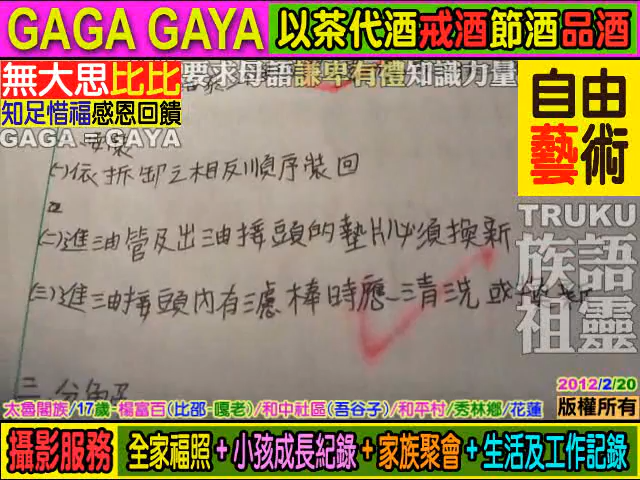 GAGA GAYA 以茶代酒戒酒節酒品酒
無大思比比 要求母語謙卑有禮知識力量
知足惜福感恩回饋
GAGA = GAYA
自由
藝術
安裝
(一)依拆卸之相反順序裝回
(二)進油管及出油接頭的墊片必須換新
(三)進油接頭內有濾棒時應清洗或
三 分
TRUKU
族語
祖靈
2012/2/20
太魯閣族/17歲-楊富百(比邵-嘎老)/和中社區(吾谷子)/和平村/秀林鄉/花蓮 版權所有
攝影服務 全家福照+小孩成長紀錄+家族聚會+生活及工作記錄